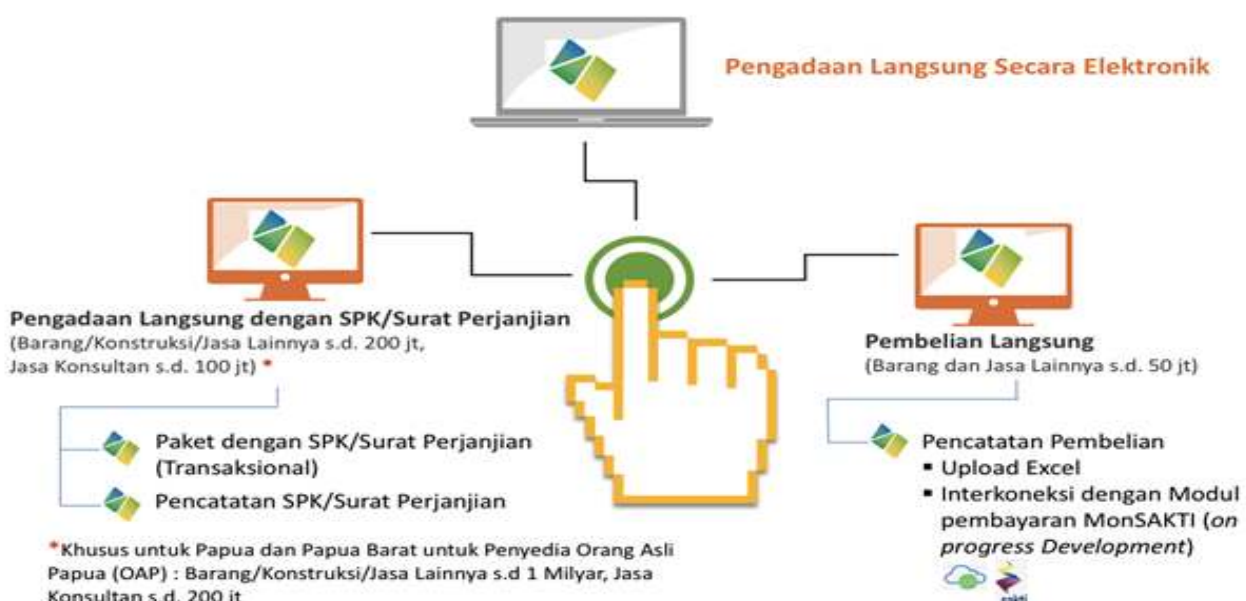 Pengadaan Langsung Secara Elektronik
Pengadaan Langsung dengan SPK/Surat Perjanjian
(Barang/Konstruksi/Jasa Lainnya s.d. 200 jt,
Jasa Konsultan s.d. 100 jt) *
Paket dengan SPK/Surat Perjanjian
(Transaksional)
Pencatatan SPK/Surat Perjanjian
*Khusus untuk Papua dan Papua Barat untuk Penyedia Orang Asli
Papua (OAP) : Barang/Konstruksi/Jasa Lainnya s.d 1 Milyar, Jasa
Konsultan s.d. 200 jt
Pembelian Langsung
(Barang dan Jasa Lainnya s.d. 50 jt)
Pencatatan Pembelian
▪ Upload Excel
▪ Interkoneksi dengan Modul
pembayaran MonSAKTI (on
progress Development)
sakti